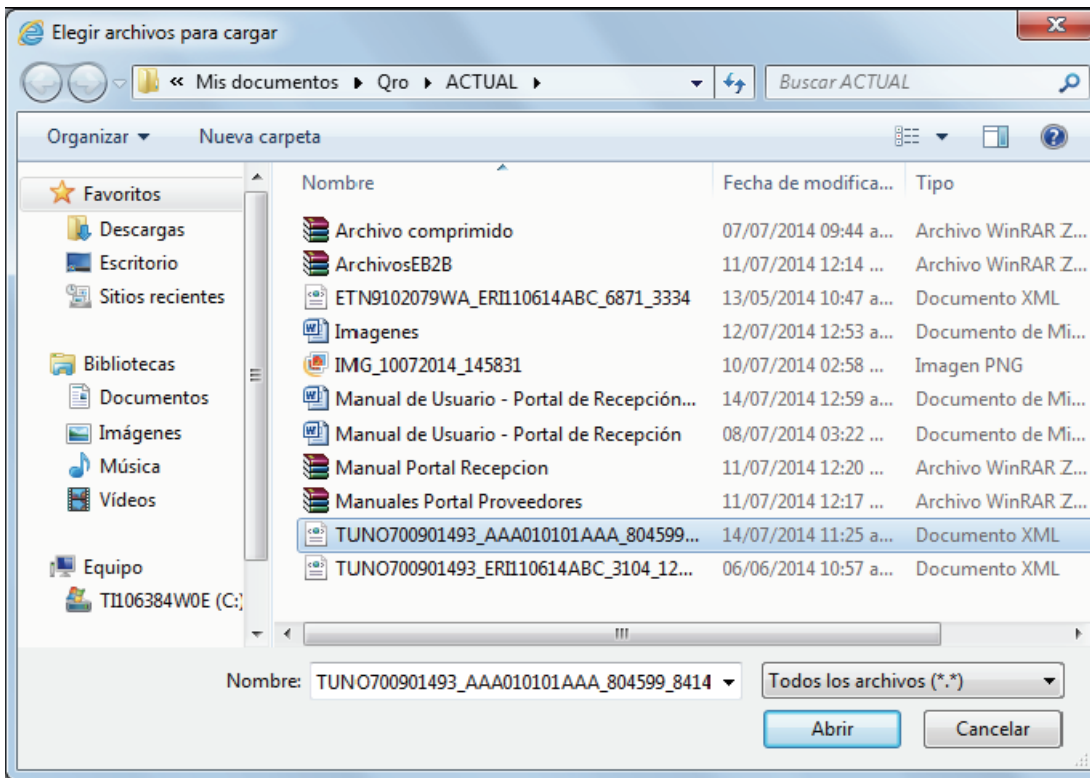 Elegir archivos para cargar
« Mis documentos Qro ACTUAL Buscar ACTUAL
Organizar Nueva carpeta
Favoritos
Descargas
Escritorio
Sitios recientes
Bibliotecas
Documentos
Imágenes
Música
Vídeos
Equipo
TI106384W0E (C:)
Nombre Fecha de modifica... Tipo
Archivo comprimido 07/07/2014 09:44 a... Archivo WinRAR Z...
ArchivosEB2B 11/07/2014 12:14 ... Archivo WinRAR Z...
ETN9102079WA_ERI110614ABC_6871_3334 13/05/2014 10:47 a... Documento XML
Imagenes 12/07/2014 12:53 a... Documento de Mi...
IMG_10072014_145831 10/07/2014 02:58 ... Imagen PNG
Manual de Usuario - Portal de Recepción... 14/07/2014 12:59 a... Documento de Mi...
Manual de Usuario - Portal de Recepción 08/07/2014 03:22 ... Documento de Mi...
Manual Portal Recepcion 11/07/2014 12:20 ... Archivo WinRAR Z...
Manuales Portal Proveedores 11/07/2014 12:17 ... Archivo WinRAR Z...
TUNO700901493_AAA010101AAA_804599... 14/07/2014 11:25 a... Documento XML
TUNO700901493_ERI110614ABC_3104_12... 06/06/2014 10:57 a... Documento XML
Nombre: TUNO700901493_AAA010101AAA_804599_8414 Todos los archivos (*.*)
Abrir Cancelar